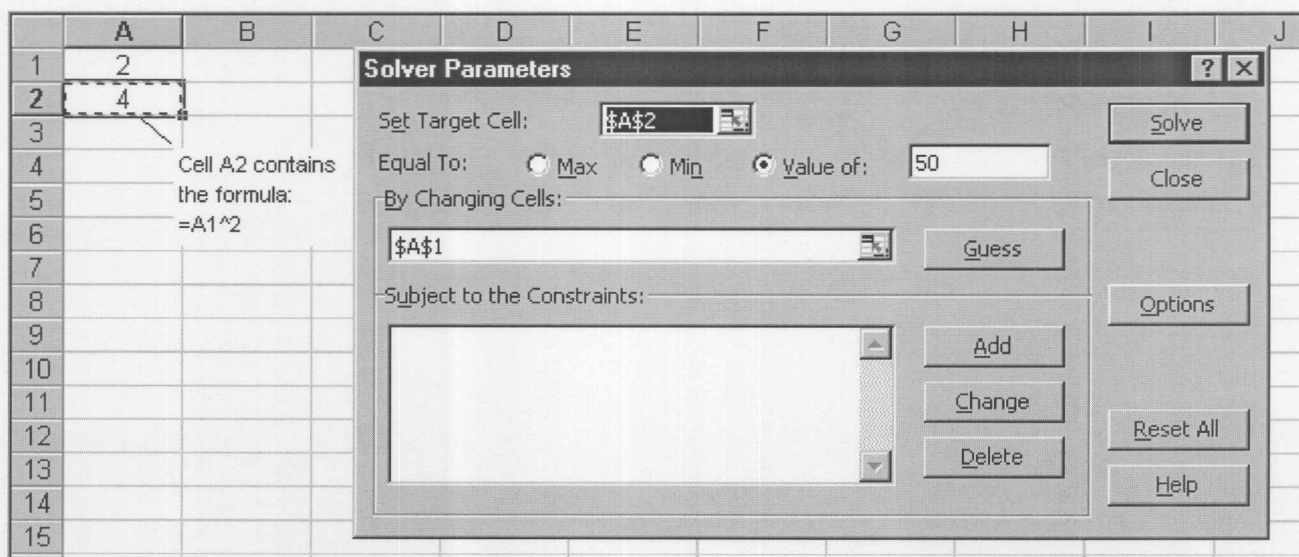 A B C D E F G H I J
1 2
2 4
3
4
5
6
7
8
9
10
11
12
13
14
15
Cell A2 contains
the formula:
=A1^2
Solver Parameters ? X
Set Target Cell: $A$2 Solve
Equal To: Max Min Value of: 50 Close
By Changing Cells:
$A$1 Guess
Subject to the Constraints: Options
Add
Change
Reset All
Delete
Help